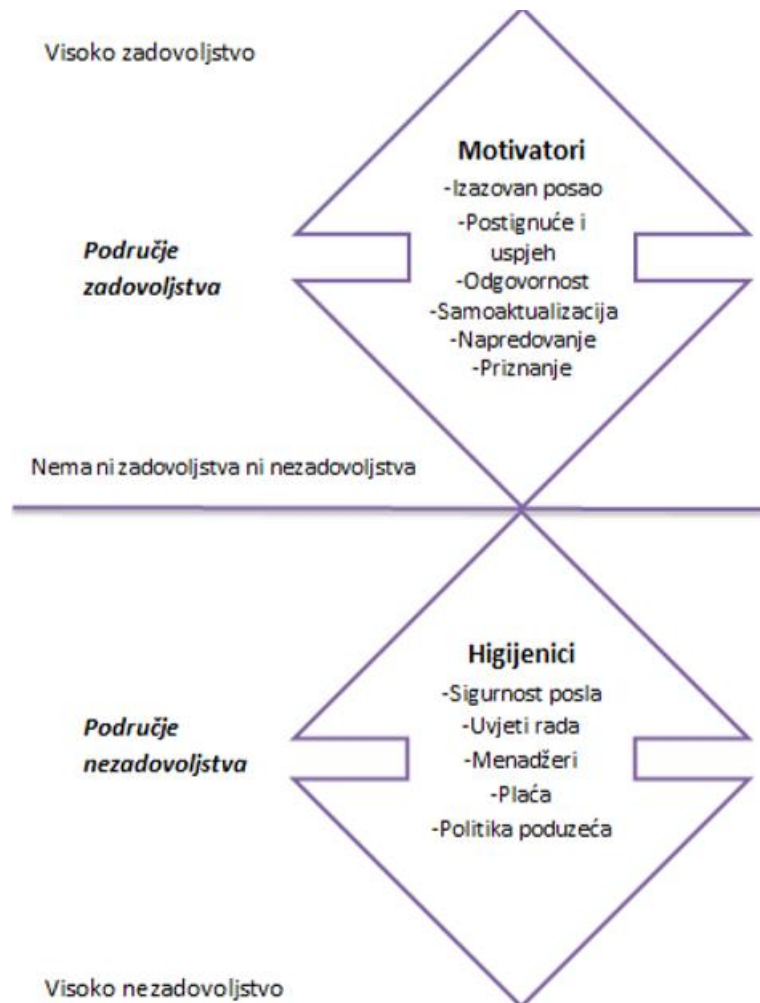 Visoko zadovoljstvo
Motivatori
-Izazovan posao
-Postignuće i
uspjeh
-Odgovornost
-Samoaktualizacija
-Napredovanje
-Priznanje
Područje
zadovoljstva
Nema ni zadovoljstva ni nezadovoljstva
Higijenici
-Sigurnost posla
-Uvjeti rada
-Menadžeri
-Plaća
-Politika poduzeća
Područje
nezadovoljstva
Visoko nezadovoljstvo